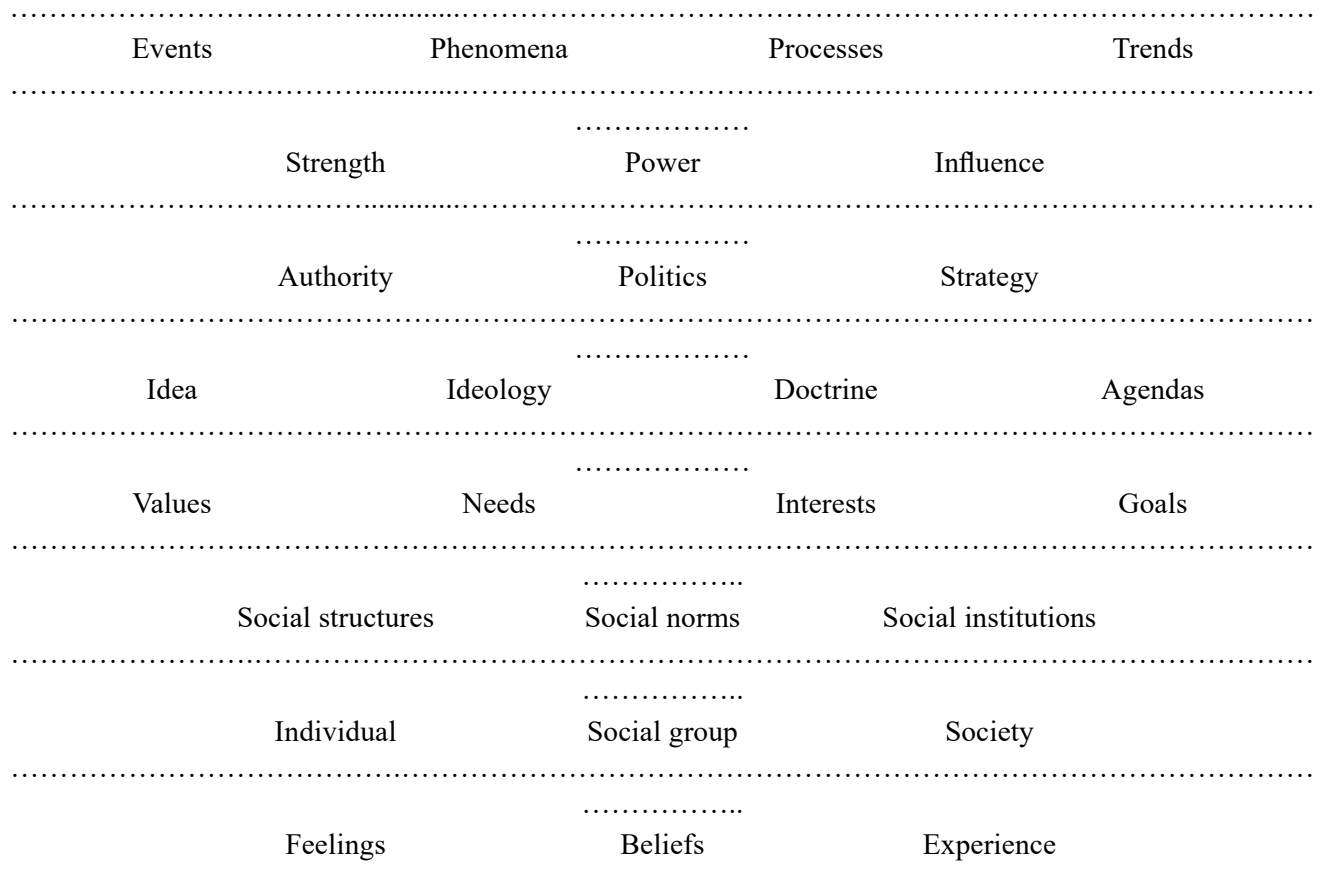 ……………………………………............……………………………………………………………………………………
Events Phenomena Processes Trends
……………………………………............……………………………………………………………………………………
………………
Strength Power Influence
……………………………………............……………………………………………………………………………………
………………
Authority Politics Strategy
…………………………………………………….………………………………………………………………………………
………………
Idea Ideology Doctrine Agendas
…………………………………………………….………………………………………………………………………………
………………
Values Needs Interests Goals
………………………….…………………………………………………………………………………………………………
……………..
Social structures Social norms Social institutions
………………………….…………………………………………………………………………………………………………
……………..
Individual Social group Society
………………………………………….…………………………………………………………………………………………
……………..
Feelings Beliefs Experience